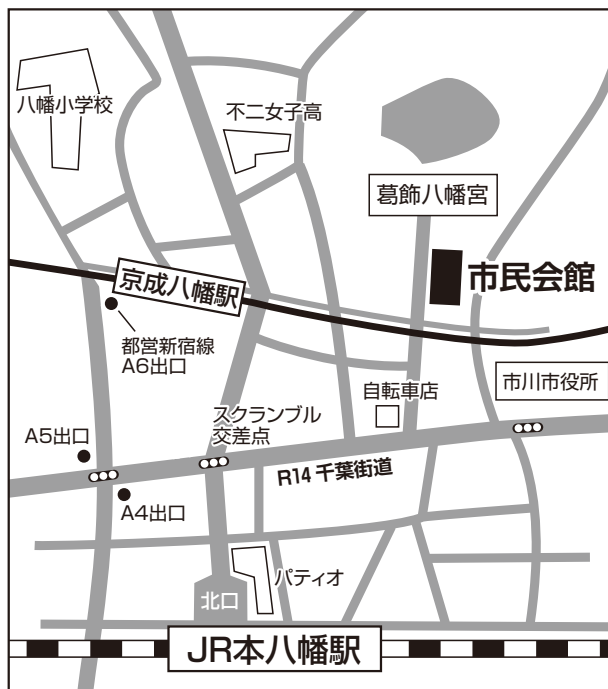 八幡小学校
不二女子高
葛飾八幡宮
市民会館
京成八幡駅
都営新宿線
A6出口
市川市役所
自転車店
スクランブル
交差点
A5出口
R14 千葉街道
A4出口
パティオ
北口
JR本八幡駅